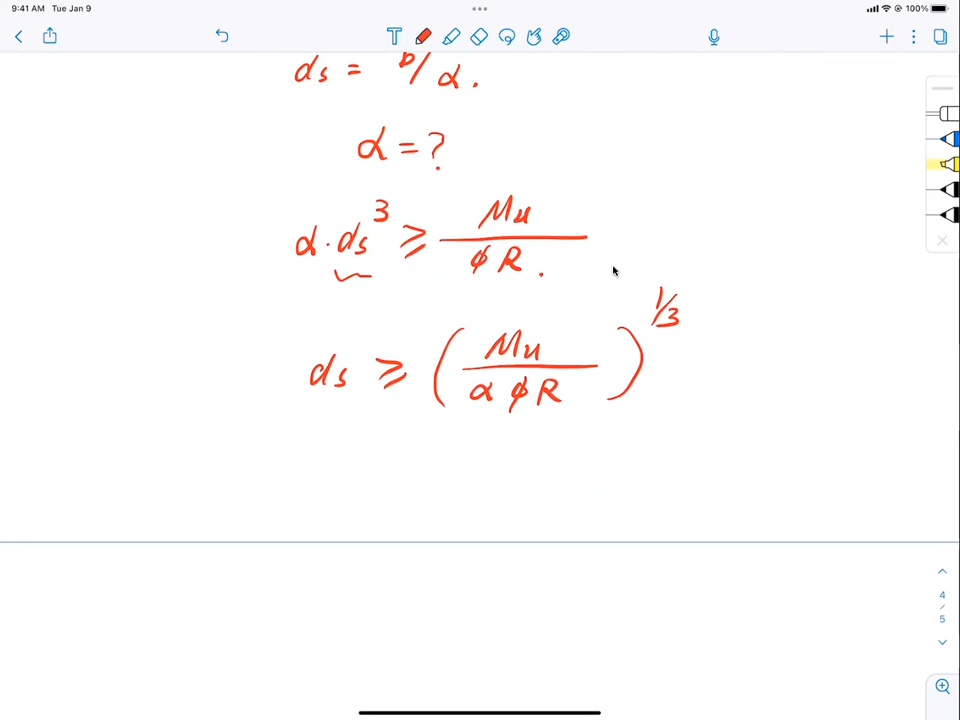 9:41 AM Tue Jan 9
100%
ds = b/α.
α = ?
α · ds³ ≥ Mu / ϕR.
ds ≥ (Mu / αϕR)^1/3
4
/
5